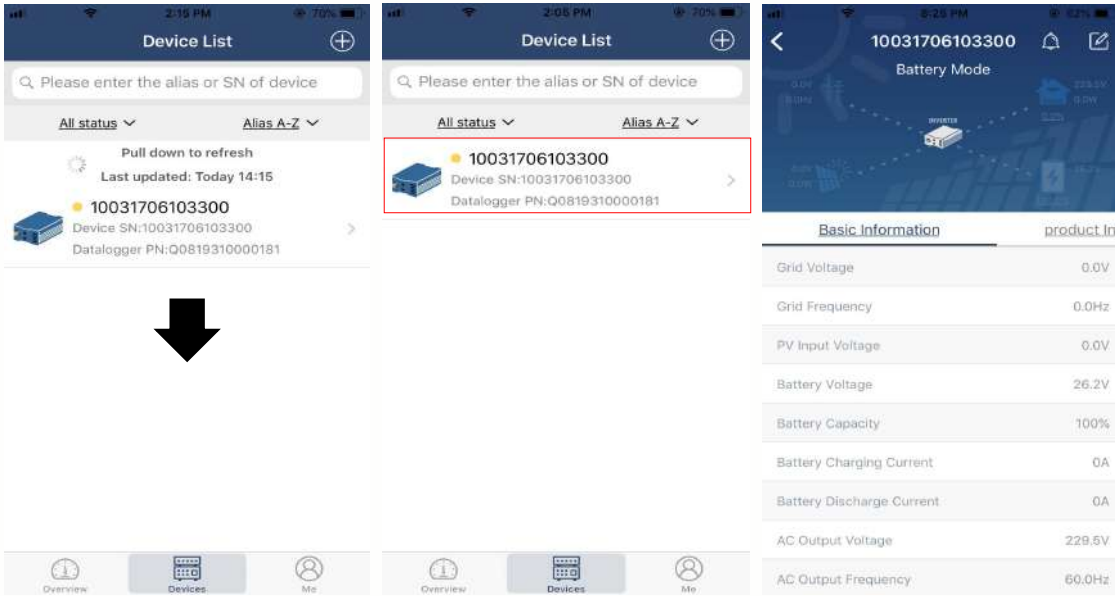 2:15 PM
70%
Device List
Please enter the alias or SN of device
All status
Alias A-Z
Pull down to refresh
Last updated: Today 14:15
10031706103300
Device SN:10031706103300
Datalogger PN:Q0819310000181
Overview
Devices
Me
2:05 PM
70%
Device List
Please enter the alias or SN of device
All status
Alias A-Z
10031706103300
Device SN:10031706103300
Datalogger PN:Q0819310000181
Overview
Devices
Me
62%
10031706103300
Battery Mode
INVERTER
229.5V
0.0W
Basic Information
product In
Grid Voltage
0.0V
Grid Frequency
0.0Hz
PV Input Voltage
0.0V
Battery Voltage
26.2V
Battery Capacity
100%
Battery Charging Current
0A
Battery Discharge Current
0A
AC Output Voltage
229.5V
AC Output Frequency
60.0Hz